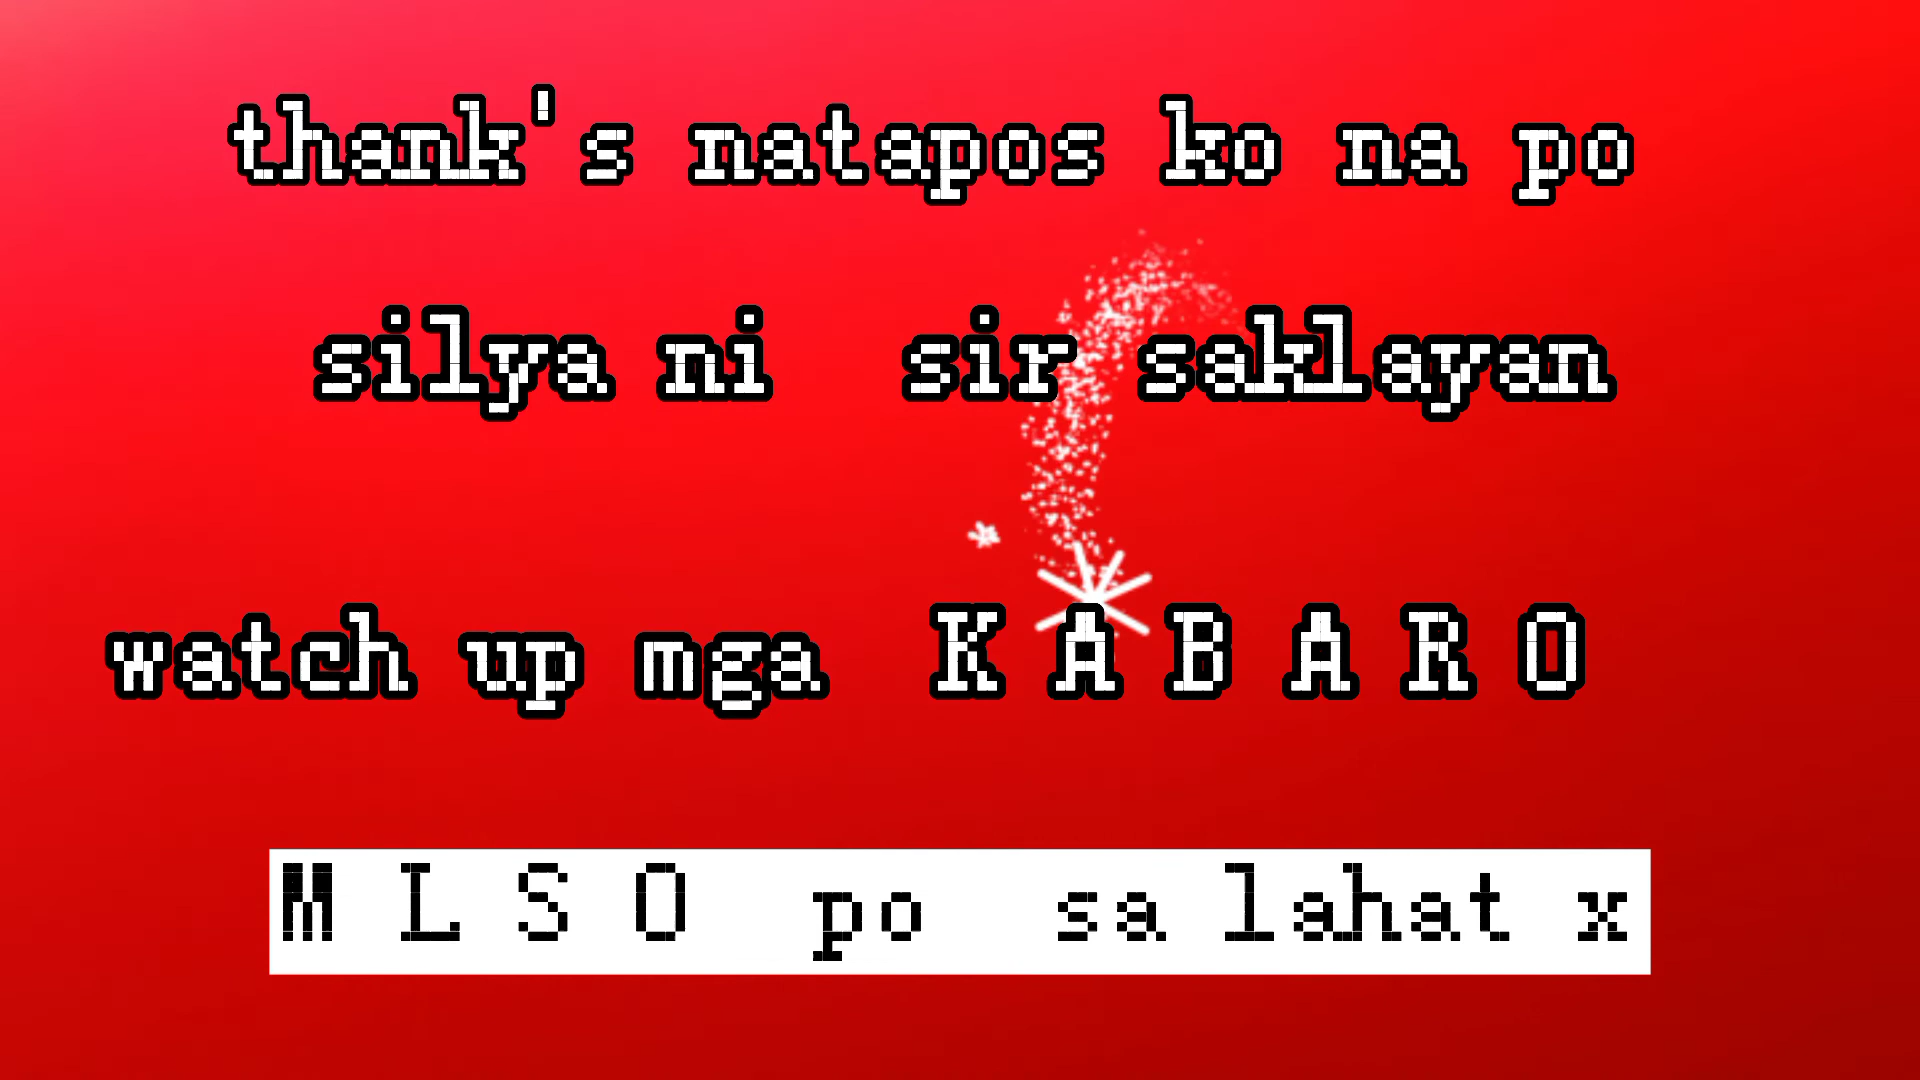 thank's natapos ko na po
silya ni sir saklayan
watch up mga K A B A R O
M L S O po sa lahat x